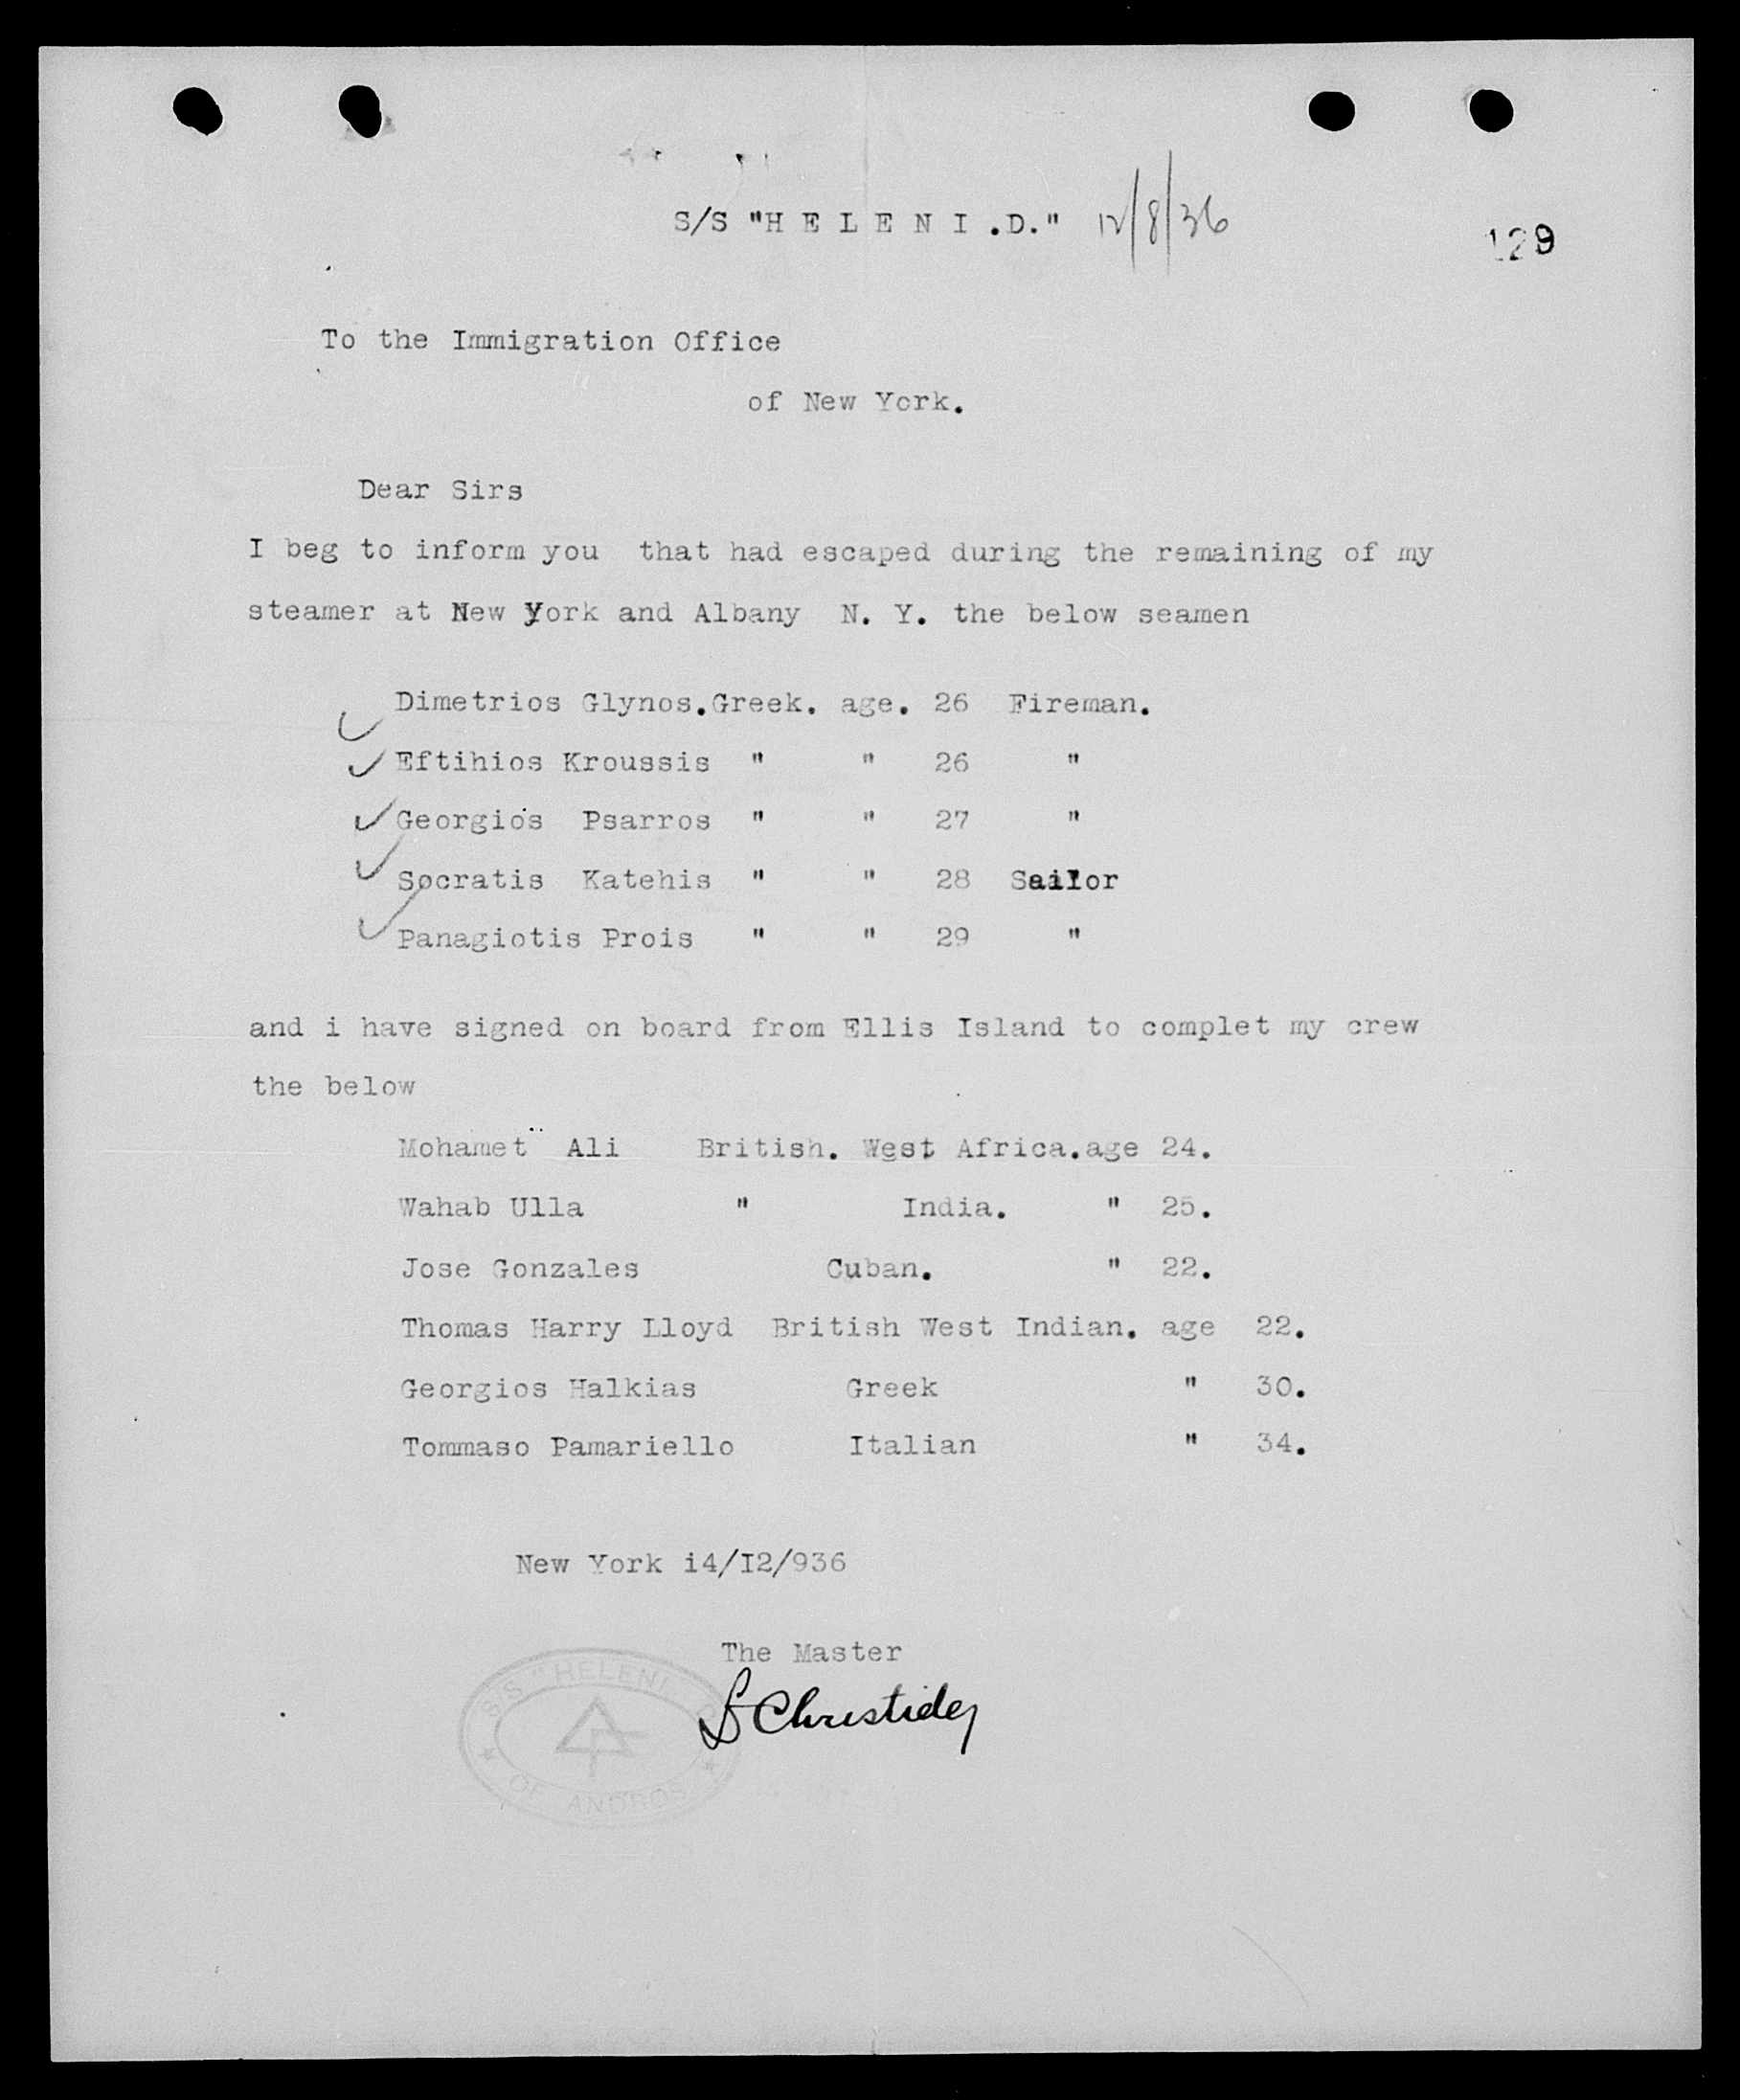 S/S "H E L E N I .D." 12/8/36
129
To the Immigration Office
of New York.
Dear Sirs
I beg to inform you that had escaped during the remaining of my
steamer at New York and Albany N. Y. the below seamen
Dimetrios Glynos.Greek. age. 26 Fireman.
Eftihios Kroussis " " 26 "
Georgios Psarros " " 27 "
Socratis Katehis " " 28 Sailor
Panagiotis Prois " " 29 "
and i have signed on board from Ellis Island to complet my crew
the below
Mohamet Ali British. West Africa.age 24.
Wahab Ulla " India. " 25.
Jose Gonzales Cuban. " 22.
Thomas Harry Lloyd British West Indian. age 22.
Georgios Halkias Greek " 30.
Tommaso Pamariello Italian " 34.
New York i4/I2/936
The Master
Christides
S/S "HELENI
OF ANDROS